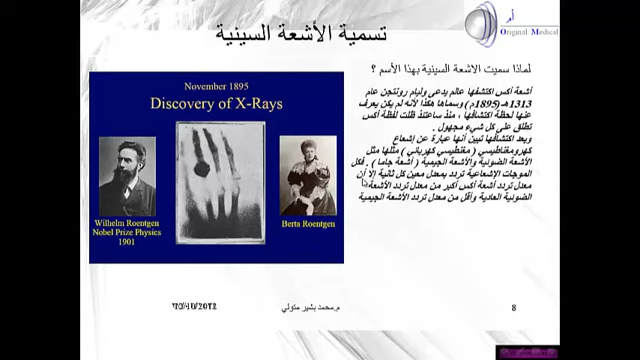 أم
Original Medical
تسمية الأشعة السينية
لماذا سميت الاشعة السينية بهذا الأسم ؟
أشعة أكس اكتشفها عالم يدعى وليام رونتجن عام
1313هـ (1895م) وسماها هكذا لأنه لم يكن يعرف
عنها لحظة اكتشافها ، منذ ساعتئذ ظلت لفظة أكس
تطلق على كل شيء مجهول .
وبعد اكتشافها تبين أنها عبارة عن إشعاع
كهرومغناطيسي ( مغنطيسي كهربائي ) مثلها مثل
الأشعة الضوئية والأشعة الجيمية ( أشعة جاما ) . فكل
الموجات الإشعاعية تردد بمعدل معين كل ثانية إلا أن
معدل تردد أشعة أكس أكبر من معدل تردد الأشعة
الضوئية العادية وأقل من معدل تردد الأشعة الجيمية
November 1895
Discovery of X-Rays
Wilhelm Roentgen
Nobel Prize Physics
1901
Berta Roentgen
م.محمد بشير متولي
8